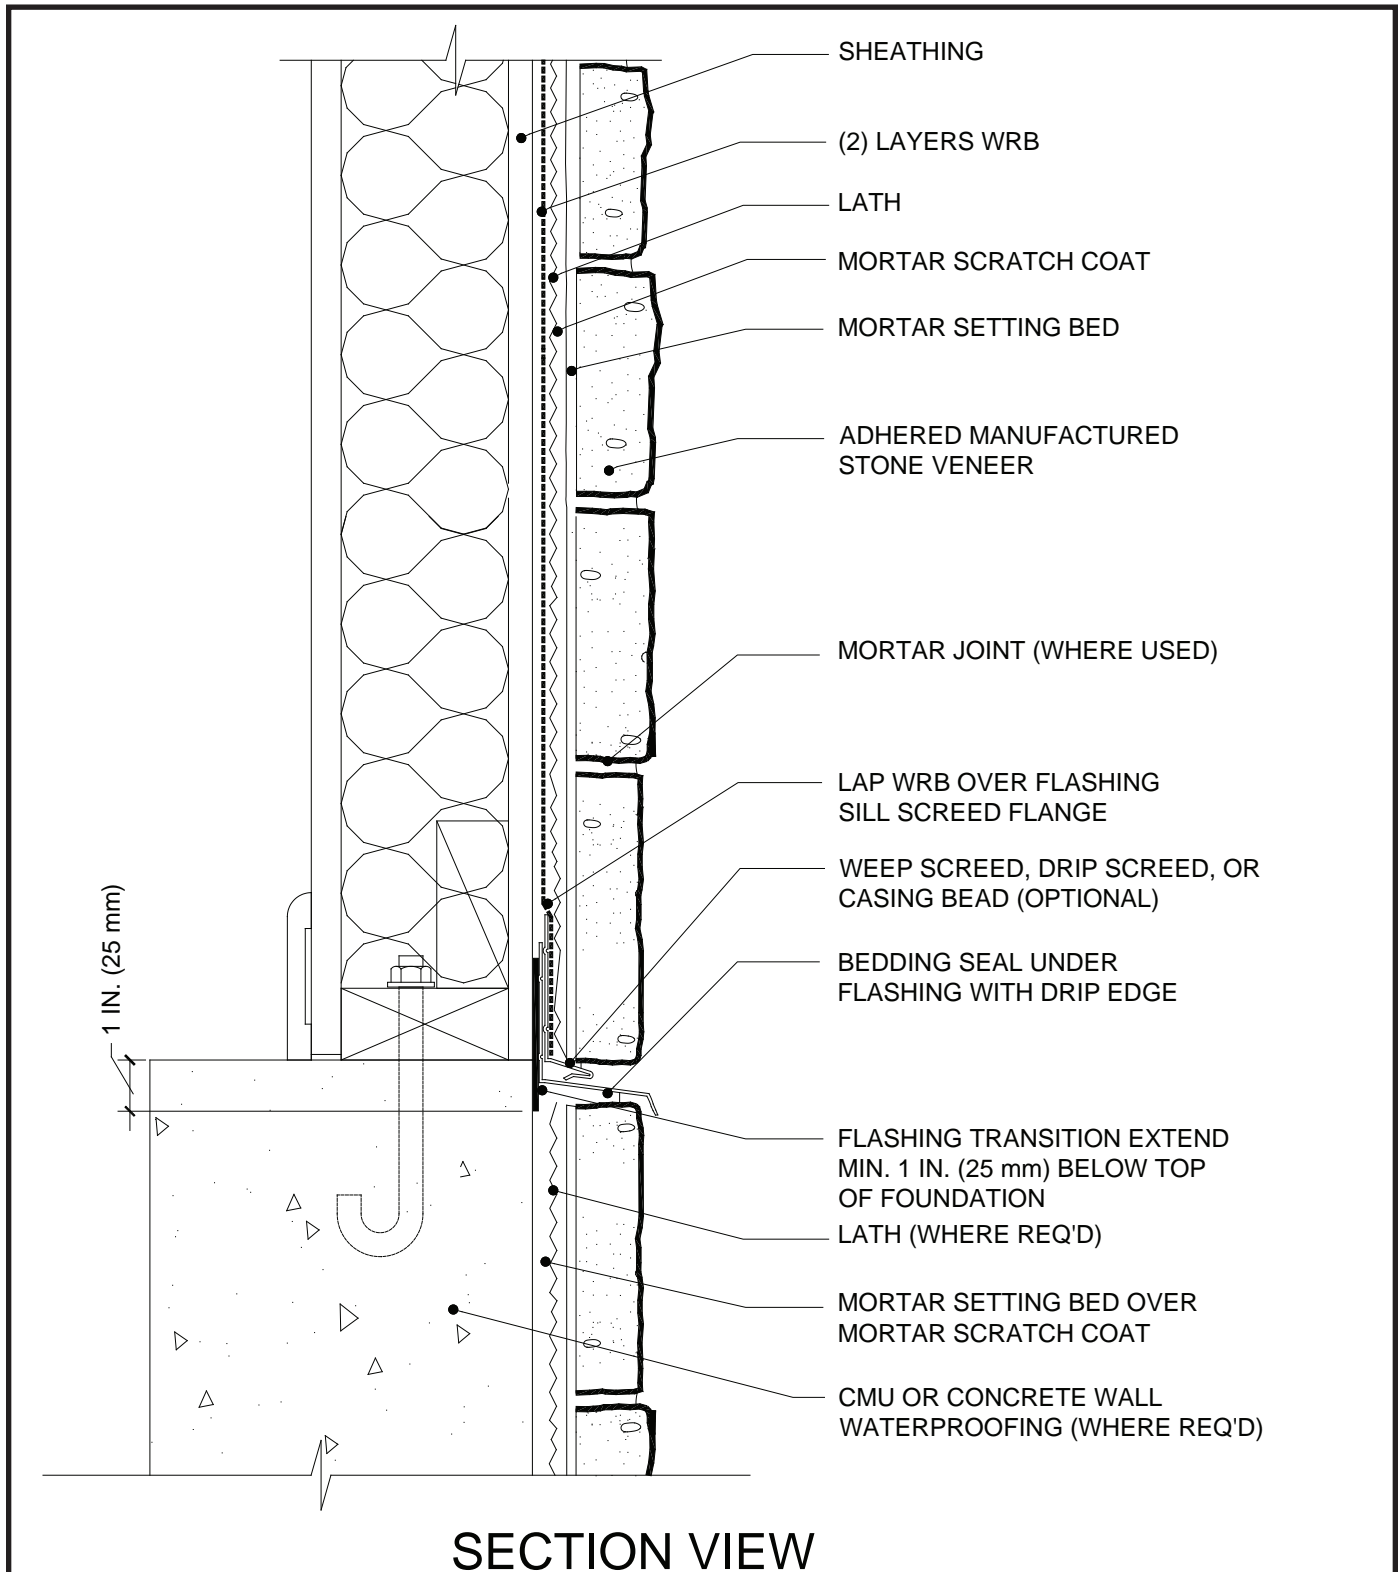 SHEATHING
(2) LAYERS WRB
LATH
MORTAR SCRATCH COAT
MORTAR SETTING BED
ADHERED MANUFACTURED
STONE VENEER
MORTAR JOINT (WHERE USED)
LAP WRB OVER FLASHING
SILL SCREED FLANGE
WEEP SCREED, DRIP SCREED, OR
CASING BEAD (OPTIONAL)
1 IN. (25 mm)
BEDDING SEAL UNDER
FLASHING WITH DRIP EDGE
FLASHING TRANSITION EXTEND
MIN. 1 IN. (25 mm) BELOW TOP
OF FOUNDATION
LATH (WHERE REQ'D)
MORTAR SETTING BED OVER
MORTAR SCRATCH COAT
CMU OR CONCRETE WALL
WATERPROOFING (WHERE REQ'D)
SECTION VIEW